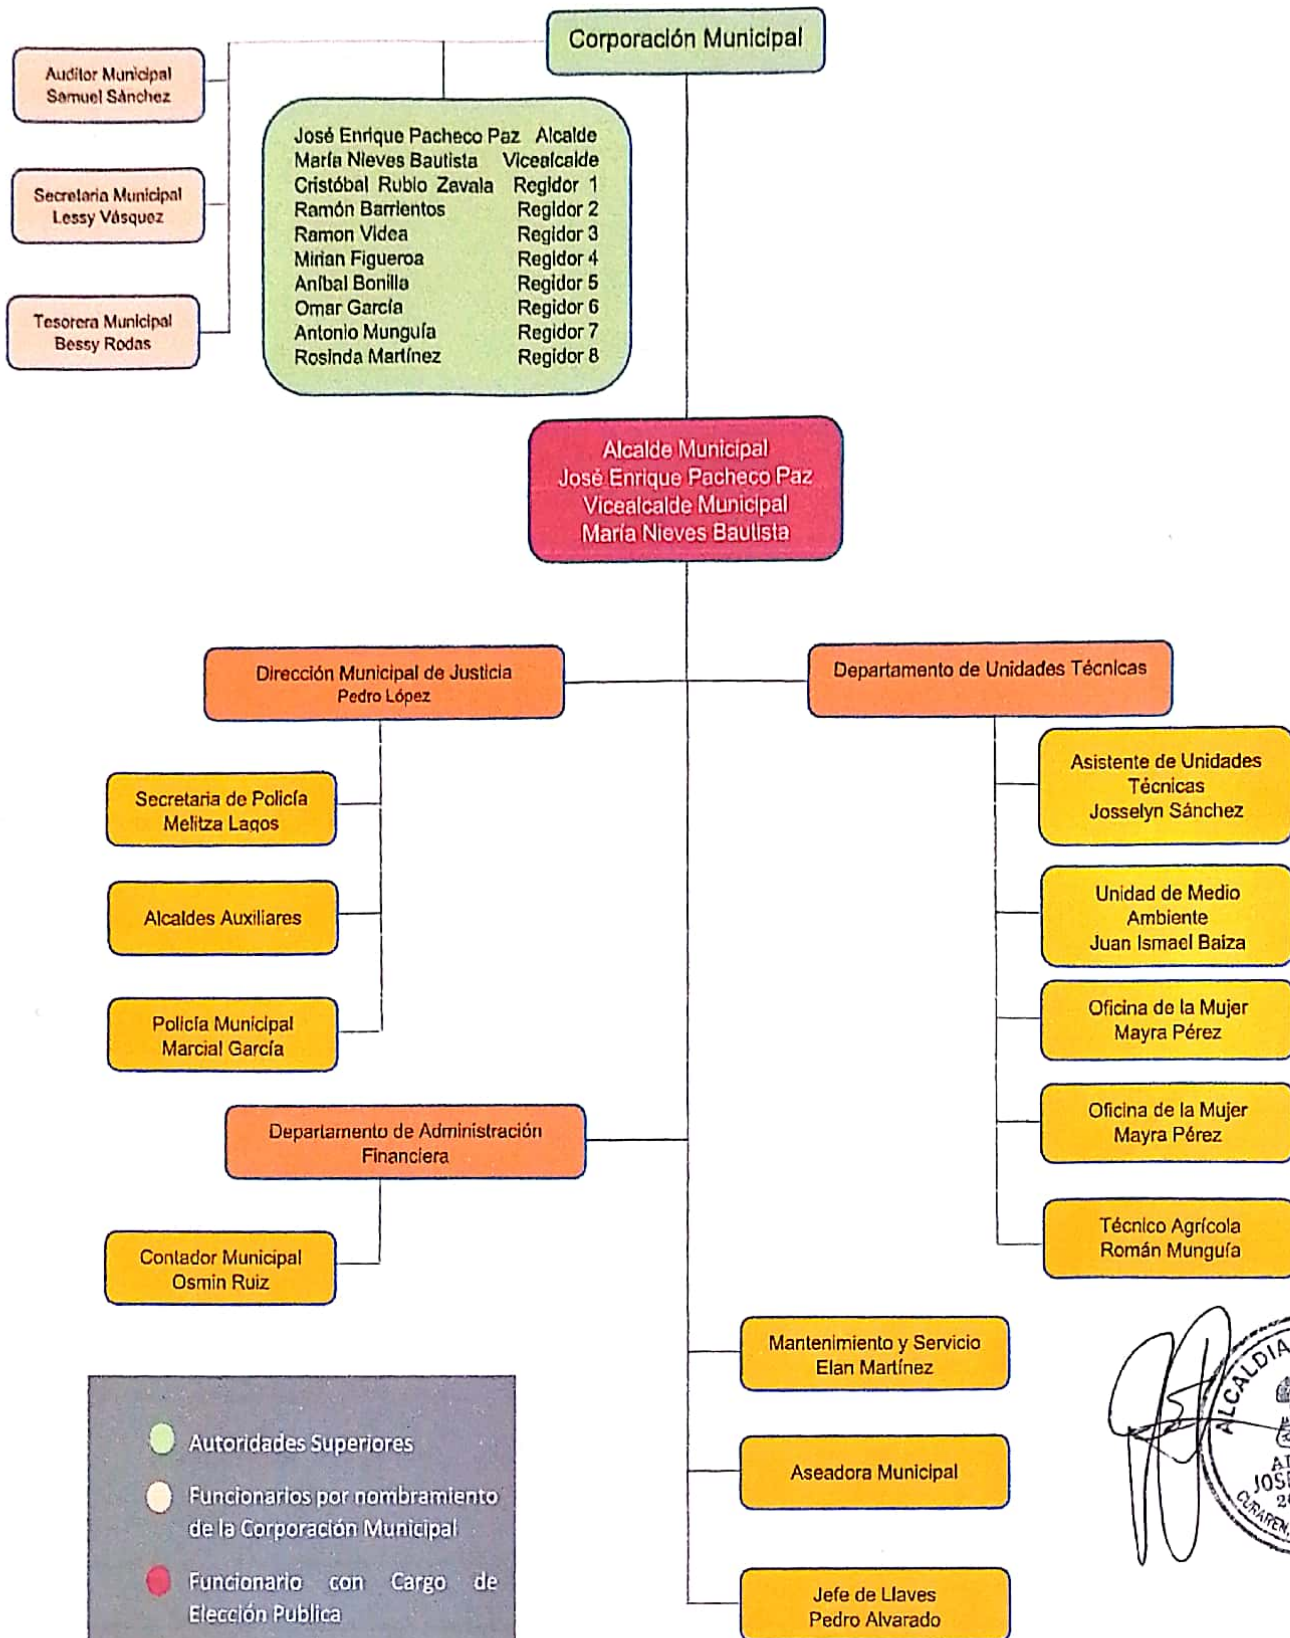 Corporación Municipal
Auditor Municipal
Samuel Sánchez
Secretaria Municipal
Lessy Vásquez
Tesorera Municipal
Bessy Rodas
José Enrique Pacheco Paz Alcalde
María Nieves Bautista Vicealcalde
Cristóbal Rubio Zavala Regidor 1
Ramón Barrientos Regidor 2
Ramon Videa Regidor 3
Mirian Figueroa Regidor 4
Aníbal Bonilla Regidor 5
Omar García Regidor 6
Antonio Munguía Regidor 7
Rosinda Martínez Regidor 8
Alcalde Municipal
José Enrique Pacheco Paz
Vicealcalde Municipal
María Nieves Bautista
Dirección Municipal de Justicia
Pedro López
Secretaria de Policía
Melitza Lagos
Alcaldes Auxiliares
Policía Municipal
Marcial García
Departamento de Unidades Técnicas
Asistente de Unidades
Técnicas
Josselyn Sánchez
Unidad de Medio
Ambiente
Juan Ismael Baiza
Oficina de la Mujer
Mayra Pérez
Oficina de la Mujer
Mayra Pérez
Técnico Agrícola
Román Munguía
Departamento de Administración
Financiera
Contador Municipal
Osmin Ruiz
Mantenimiento y Servicio
Elan Martínez
Aseadora Municipal
Jefe de Llaves
Pedro Alvarado
Autoridades Superiores
Funcionarios por nombramiento
de la Corporación Municipal
Funcionario con Cargo de
Elección Publica
ALCALDIA